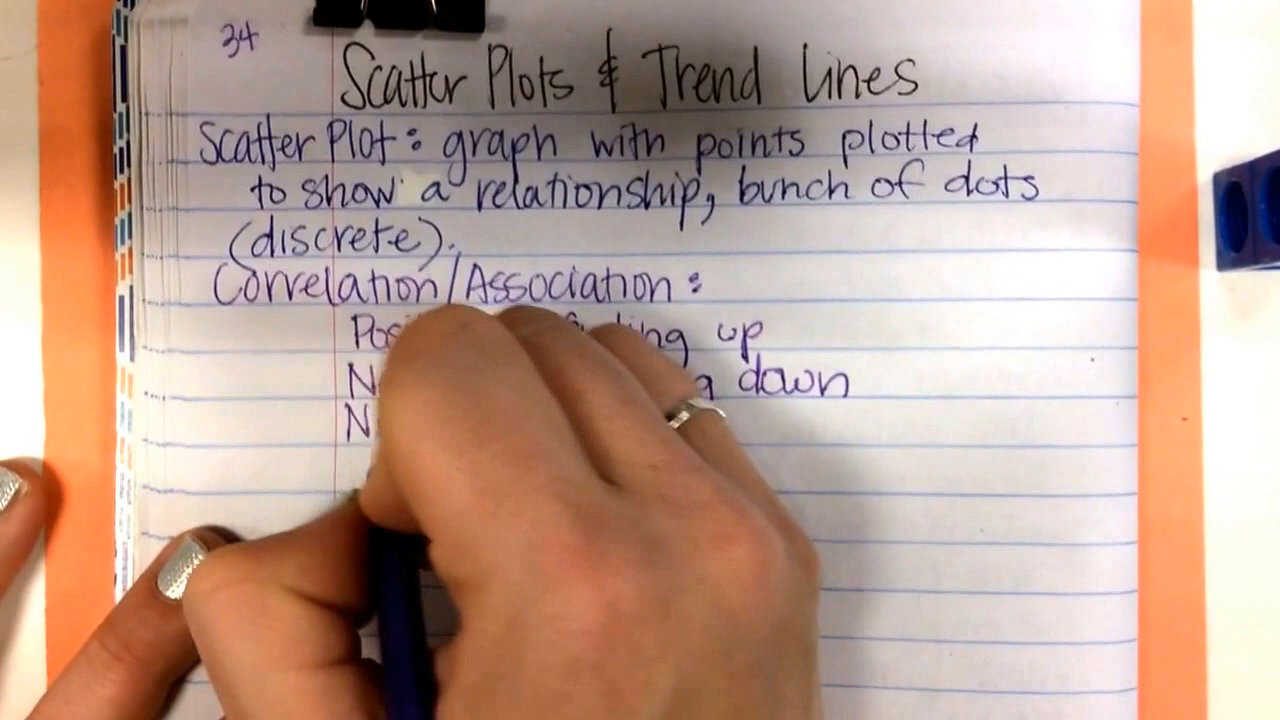 34
Scatter Plots & Trend Lines
Scatter Plot: graph with points plotted
to show a relationship, bunch of dots
(discrete).
Correlation/Association:
up
down